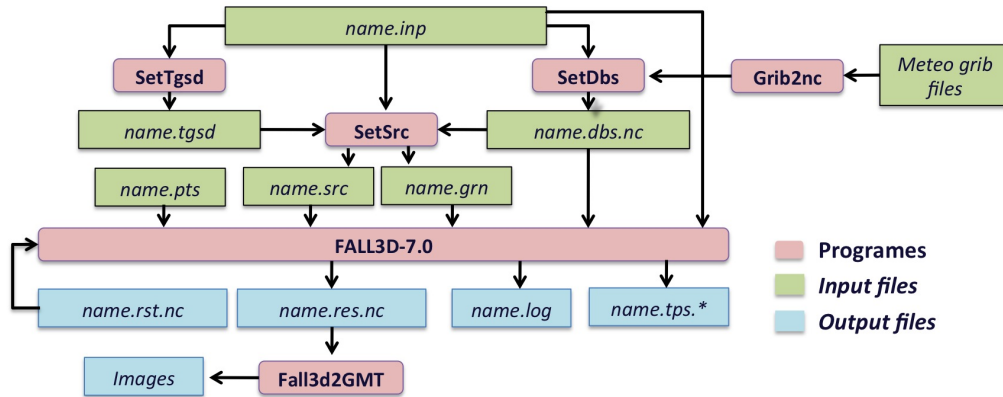 name.inp
SetTgsd
SetDbs
Grib2nc
Meteo grib
files
name.tgsd
SetSrc
name.dbs.nc
name.pts
name.src
name.grn
FALL3D-7.0
Programes
Input files
Output files
name.rst.nc
name.res.nc
name.log
name.tps.*
Images
Fall3d2GMT